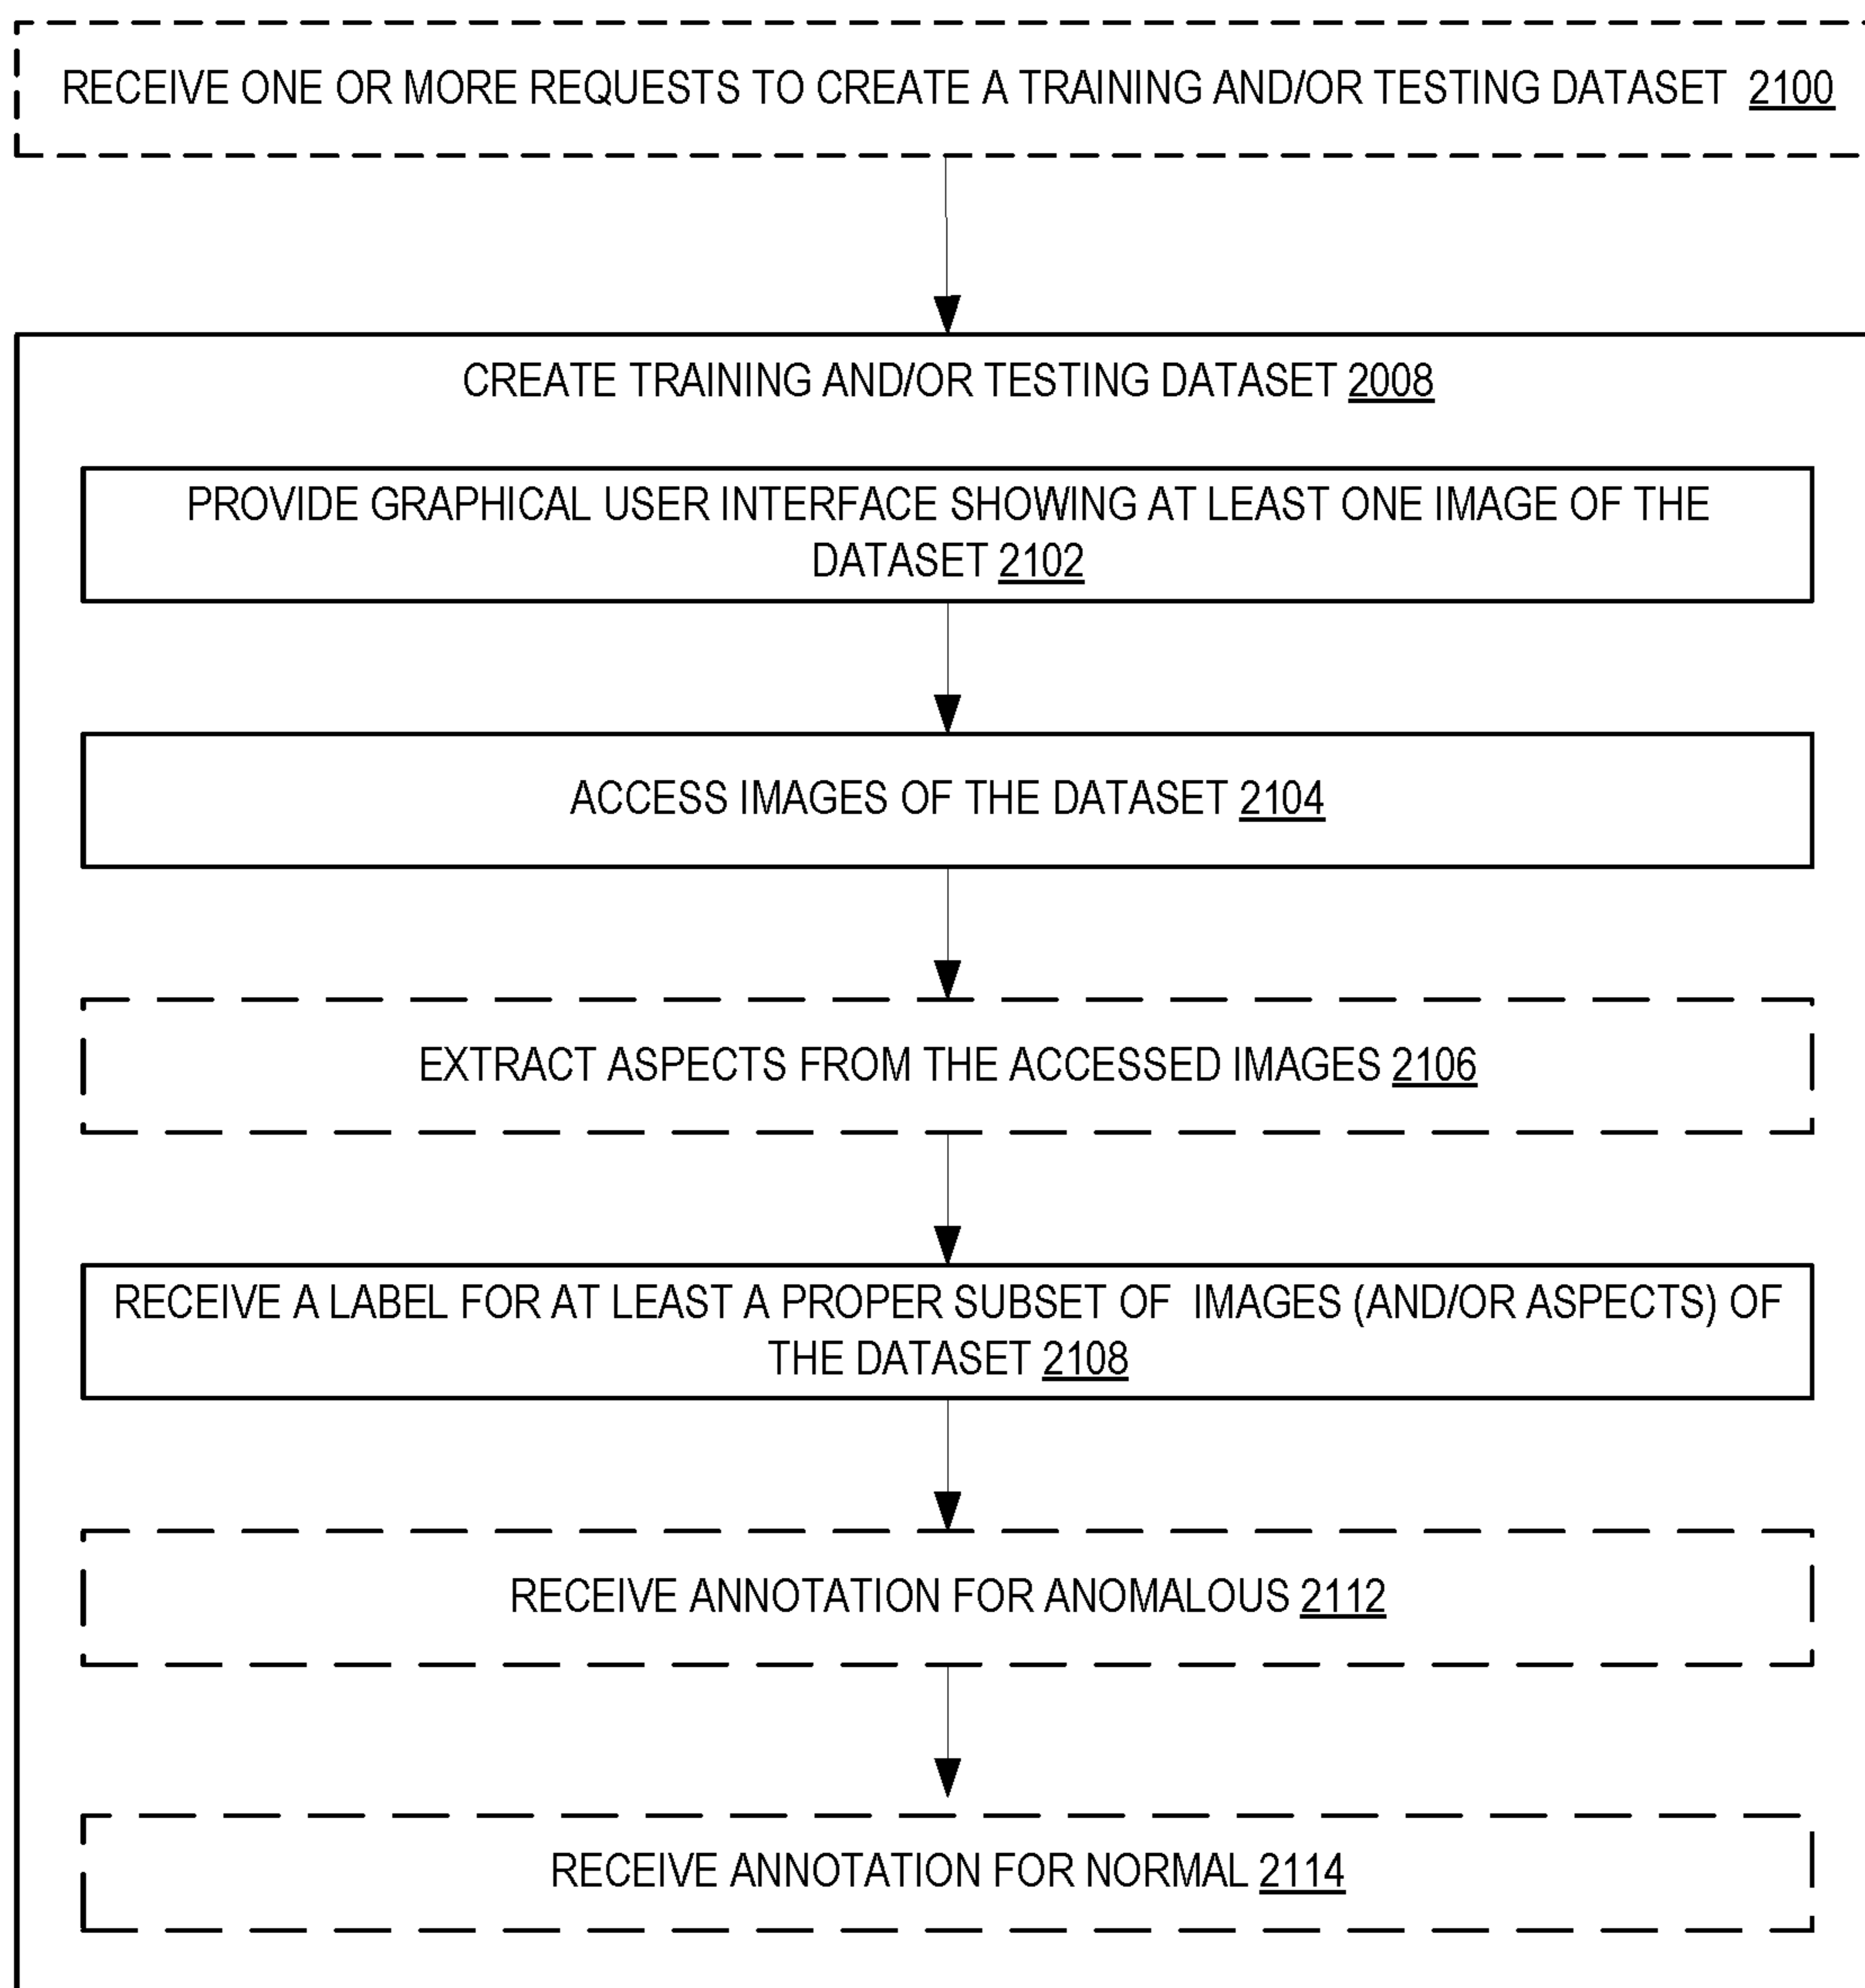 RECEIVE ONE OR MORE REQUESTS TO CREATE A TRAINING AND/OR TESTING DATASET 2100
CREATE TRAINING AND/OR TESTING DATASET 2008
PROVIDE GRAPHICAL USER INTERFACE SHOWING AT LEAST ONE IMAGE OF THE
DATASET 2102
ACCESS IMAGES OF THE DATASET 2104
EXTRACT ASPECTS FROM THE ACCESSED IMAGES 2106
RECEIVE A LABEL FOR AT LEAST A PROPER SUBSET OF IMAGES (AND/OR ASPECTS) OF
THE DATASET 2108
RECEIVE ANNOTATION FOR ANOMALOUS 2112
RECEIVE ANNOTATION FOR NORMAL 2114